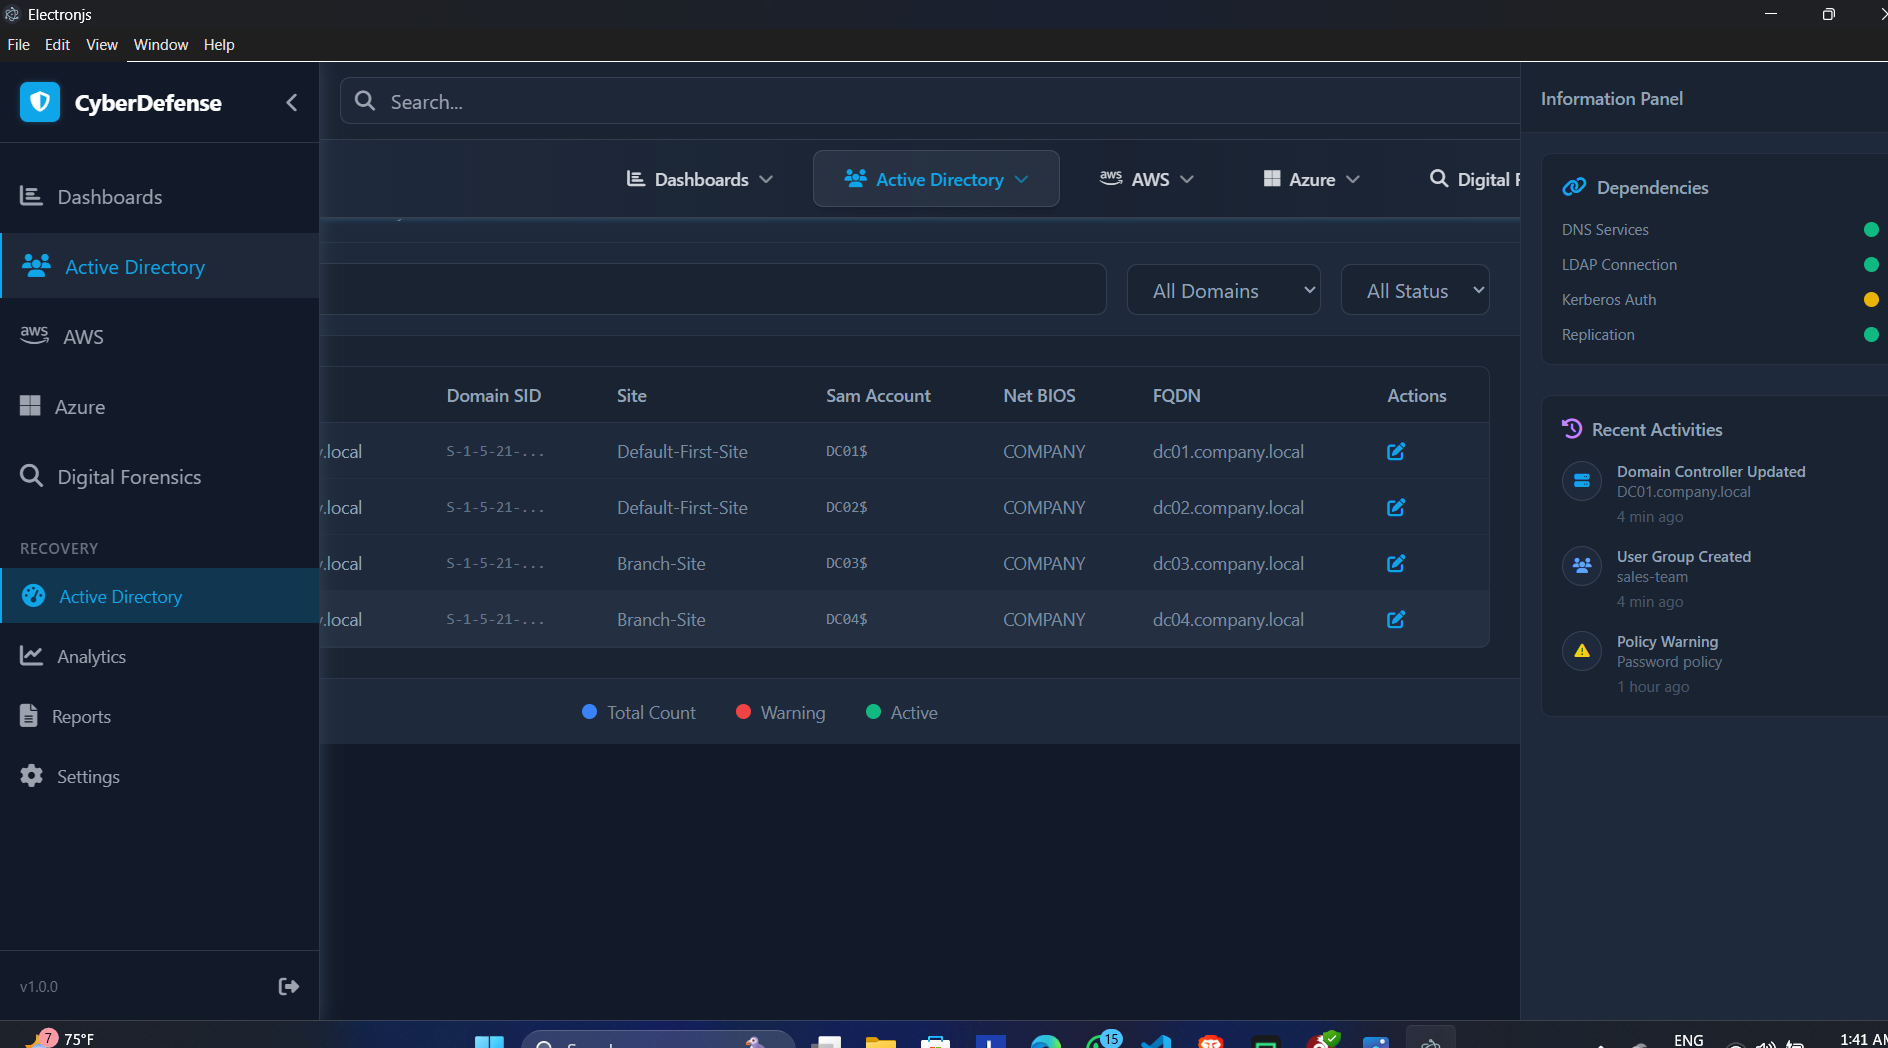 Electronjs
File Edit View Window Help
CyberDefense
Search...
Information Panel
Dashboards
Active Directory
AWS
Azure
Digital
Dashboards
Active Directory
AWS
Azure
Digital Forensics
RECOVERY
Active Directory
Analytics
Reports
Settings
v1.0.0
All Domains
All Status
Domain SID Site Sam Account Net BIOS FQDN Actions
.local S-1-5-21-... Default-First-Site DC01$ COMPANY dc01.company.local
.local S-1-5-21-... Default-First-Site DC02$ COMPANY dc02.company.local
.local S-1-5-21-... Branch-Site DC03$ COMPANY dc03.company.local
.local S-1-5-21-... Branch-Site DC04$ COMPANY dc04.company.local
Total Count Warning Active
Dependencies
DNS Services
LDAP Connection
Kerberos Auth
Replication
Recent Activities
Domain Controller Updated
DC01.company.local
4 min ago
User Group Created
sales-team
4 min ago
Policy Warning
Password policy
1 hour ago
7 75°F
15
ENG
1:41 AM